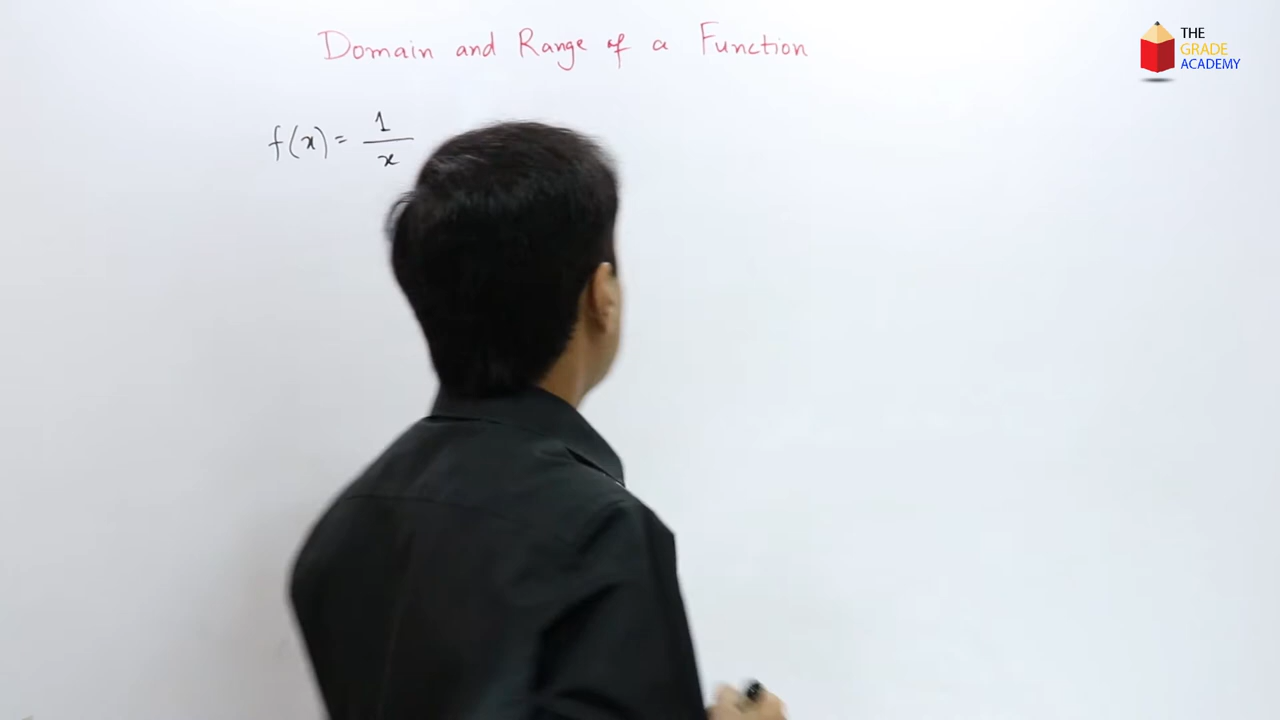 Domain and Range of a Function
f(x) = 1/x
THE
GRADE
ACADEMY